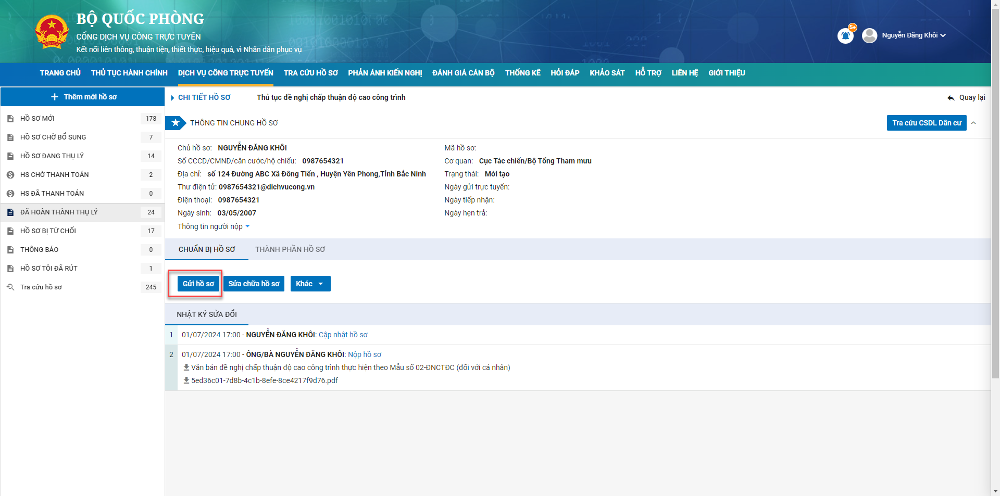 BỘ QUỐC PHÒNG
CỔNG DỊCH VỤ CÔNG TRỰC TUYẾN
Kết nối liên thông, thuận tiện, thiết thực, hiệu quả, vì Nhân dân phục vụ
5+
Nguyễn Đăng Khôi
TRANG CHỦ THỦ TỤC HÀNH CHÍNH DỊCH VỤ CÔNG TRỰC TUYẾN TRA CỨU HỒ SƠ PHẢN ÁNH KIẾN NGHỊ ĐÁNH GIÁ CÁN BỘ THỐNG KÊ HỎI ĐÁP KHẢO SÁT HỖ TRỢ LIÊN HỆ GIỚI THIỆU
Thêm mới hồ sơ
HỒ SƠ MỚI 178
HỒ SƠ CHỜ BỔ SUNG 7
HỒ SƠ ĐANG THỤ LÝ 14
HS CHỜ THANH TOÁN 2
HS ĐÃ THANH TOÁN 0
ĐÃ HOÀN THÀNH THỤ LÝ 24
HỒ SƠ BỊ TỪ CHỐI 17
THÔNG BÁO 0
HỒ SƠ TÔI ĐÃ RÚT 1
Tra cứu hồ sơ 245
CHI TIẾT HỒ SƠ Thủ tục đề nghị chấp thuận độ cao công trình Quay lại
THÔNG TIN CHUNG HỒ SƠ Tra cứu CSDL Dân cư
Chủ hồ sơ: NGUYỄN ĐĂNG KHÔI
Số CCCD/CMND/căn cước/hộ chiếu: 0987654321
Địa chỉ: số 124 Đường ABC Xã Đông Tiến , Huyện Yên Phong,Tỉnh Bắc Ninh
Thư điện tử: 0987654321@dichvucong.vn
Điện thoại: 0987654321
Ngày sinh: 03/05/2007
Thông tin người nộp
Mã hồ sơ:
Cơ quan: Cục Tác chiến/Bộ Tổng Tham mưu
Trạng thái: Mới tạo
Ngày gửi trực tuyến:
Ngày tiếp nhận:
Ngày hẹn trả:
CHUẨN BỊ HỒ SƠ THÀNH PHẦN HỒ SƠ
Gửi hồ sơ Sửa chữa hồ sơ Khác
NHẬT KÝ SỬA ĐỔI
1 01/07/2024 17:00 - NGUYỄN ĐĂNG KHÔI: Cập nhật hồ sơ
2 01/07/2024 17:00 - ÔNG/BÀ NGUYỄN ĐĂNG KHÔI: Nộp hồ sơ
Văn bản đề nghị chấp thuận độ cao công trình thực hiện theo Mẫu số 02-ĐNCTĐC (đối với cá nhân)
5ed36c01-7d8b-4c1b-8efe-8ce4217f9d76.pdf